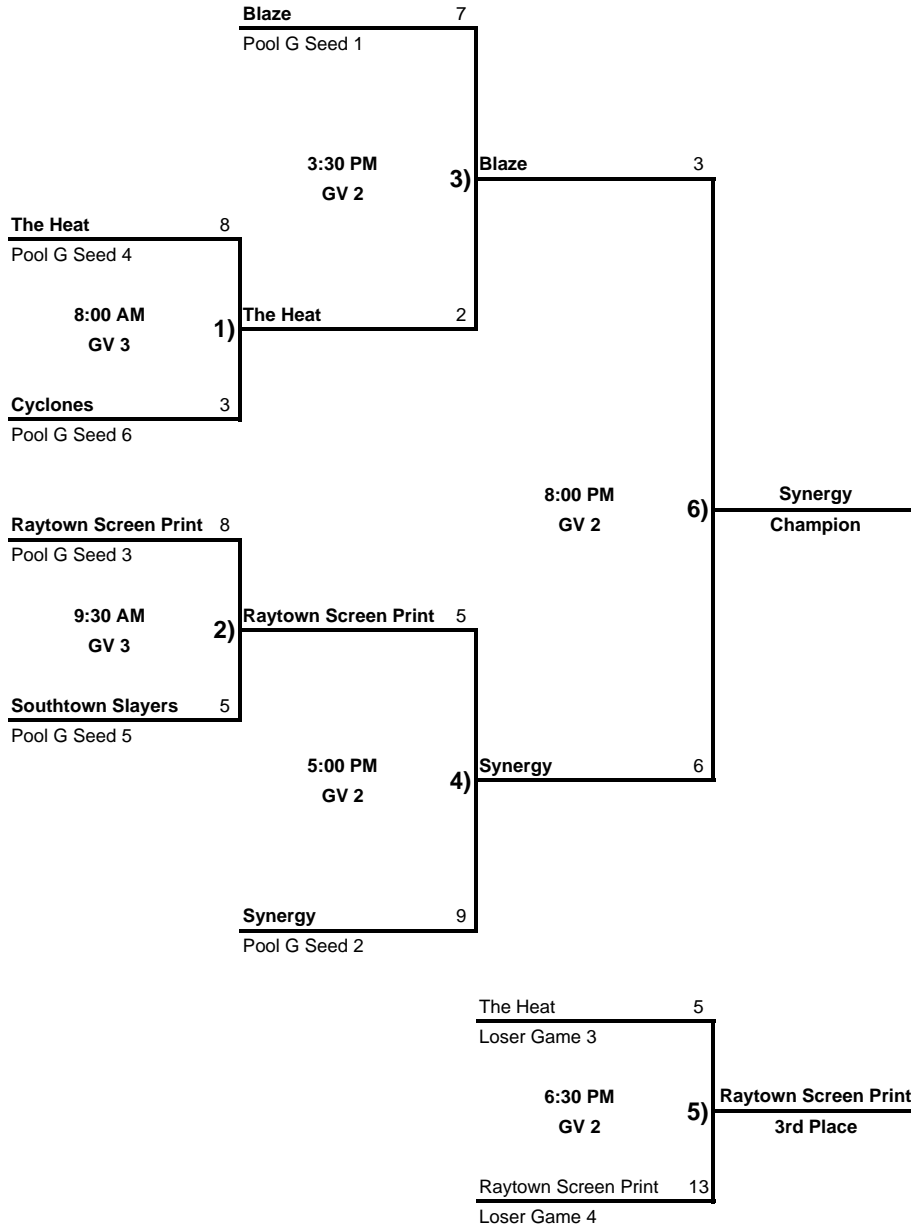 Blaze 7
Pool G Seed 1
3:30 PM
GV 2
3)
Blaze 3
The Heat 8
Pool G Seed 4
8:00 AM
GV 3
1)
The Heat 2
Cyclones 3
Pool G Seed 6
8:00 PM
GV 2
6)
Synergy
Champion
Raytown Screen Print 8
Pool G Seed 3
9:30 AM
GV 3
2)
Raytown Screen Print 5
Southtown Slayers 5
Pool G Seed 5
5:00 PM
GV 2
4)
Synergy 6
Synergy 9
Pool G Seed 2
The Heat 5
Loser Game 3
6:30 PM
GV 2
5)
Raytown Screen Print
3rd Place
Raytown Screen Print 13
Loser Game 4